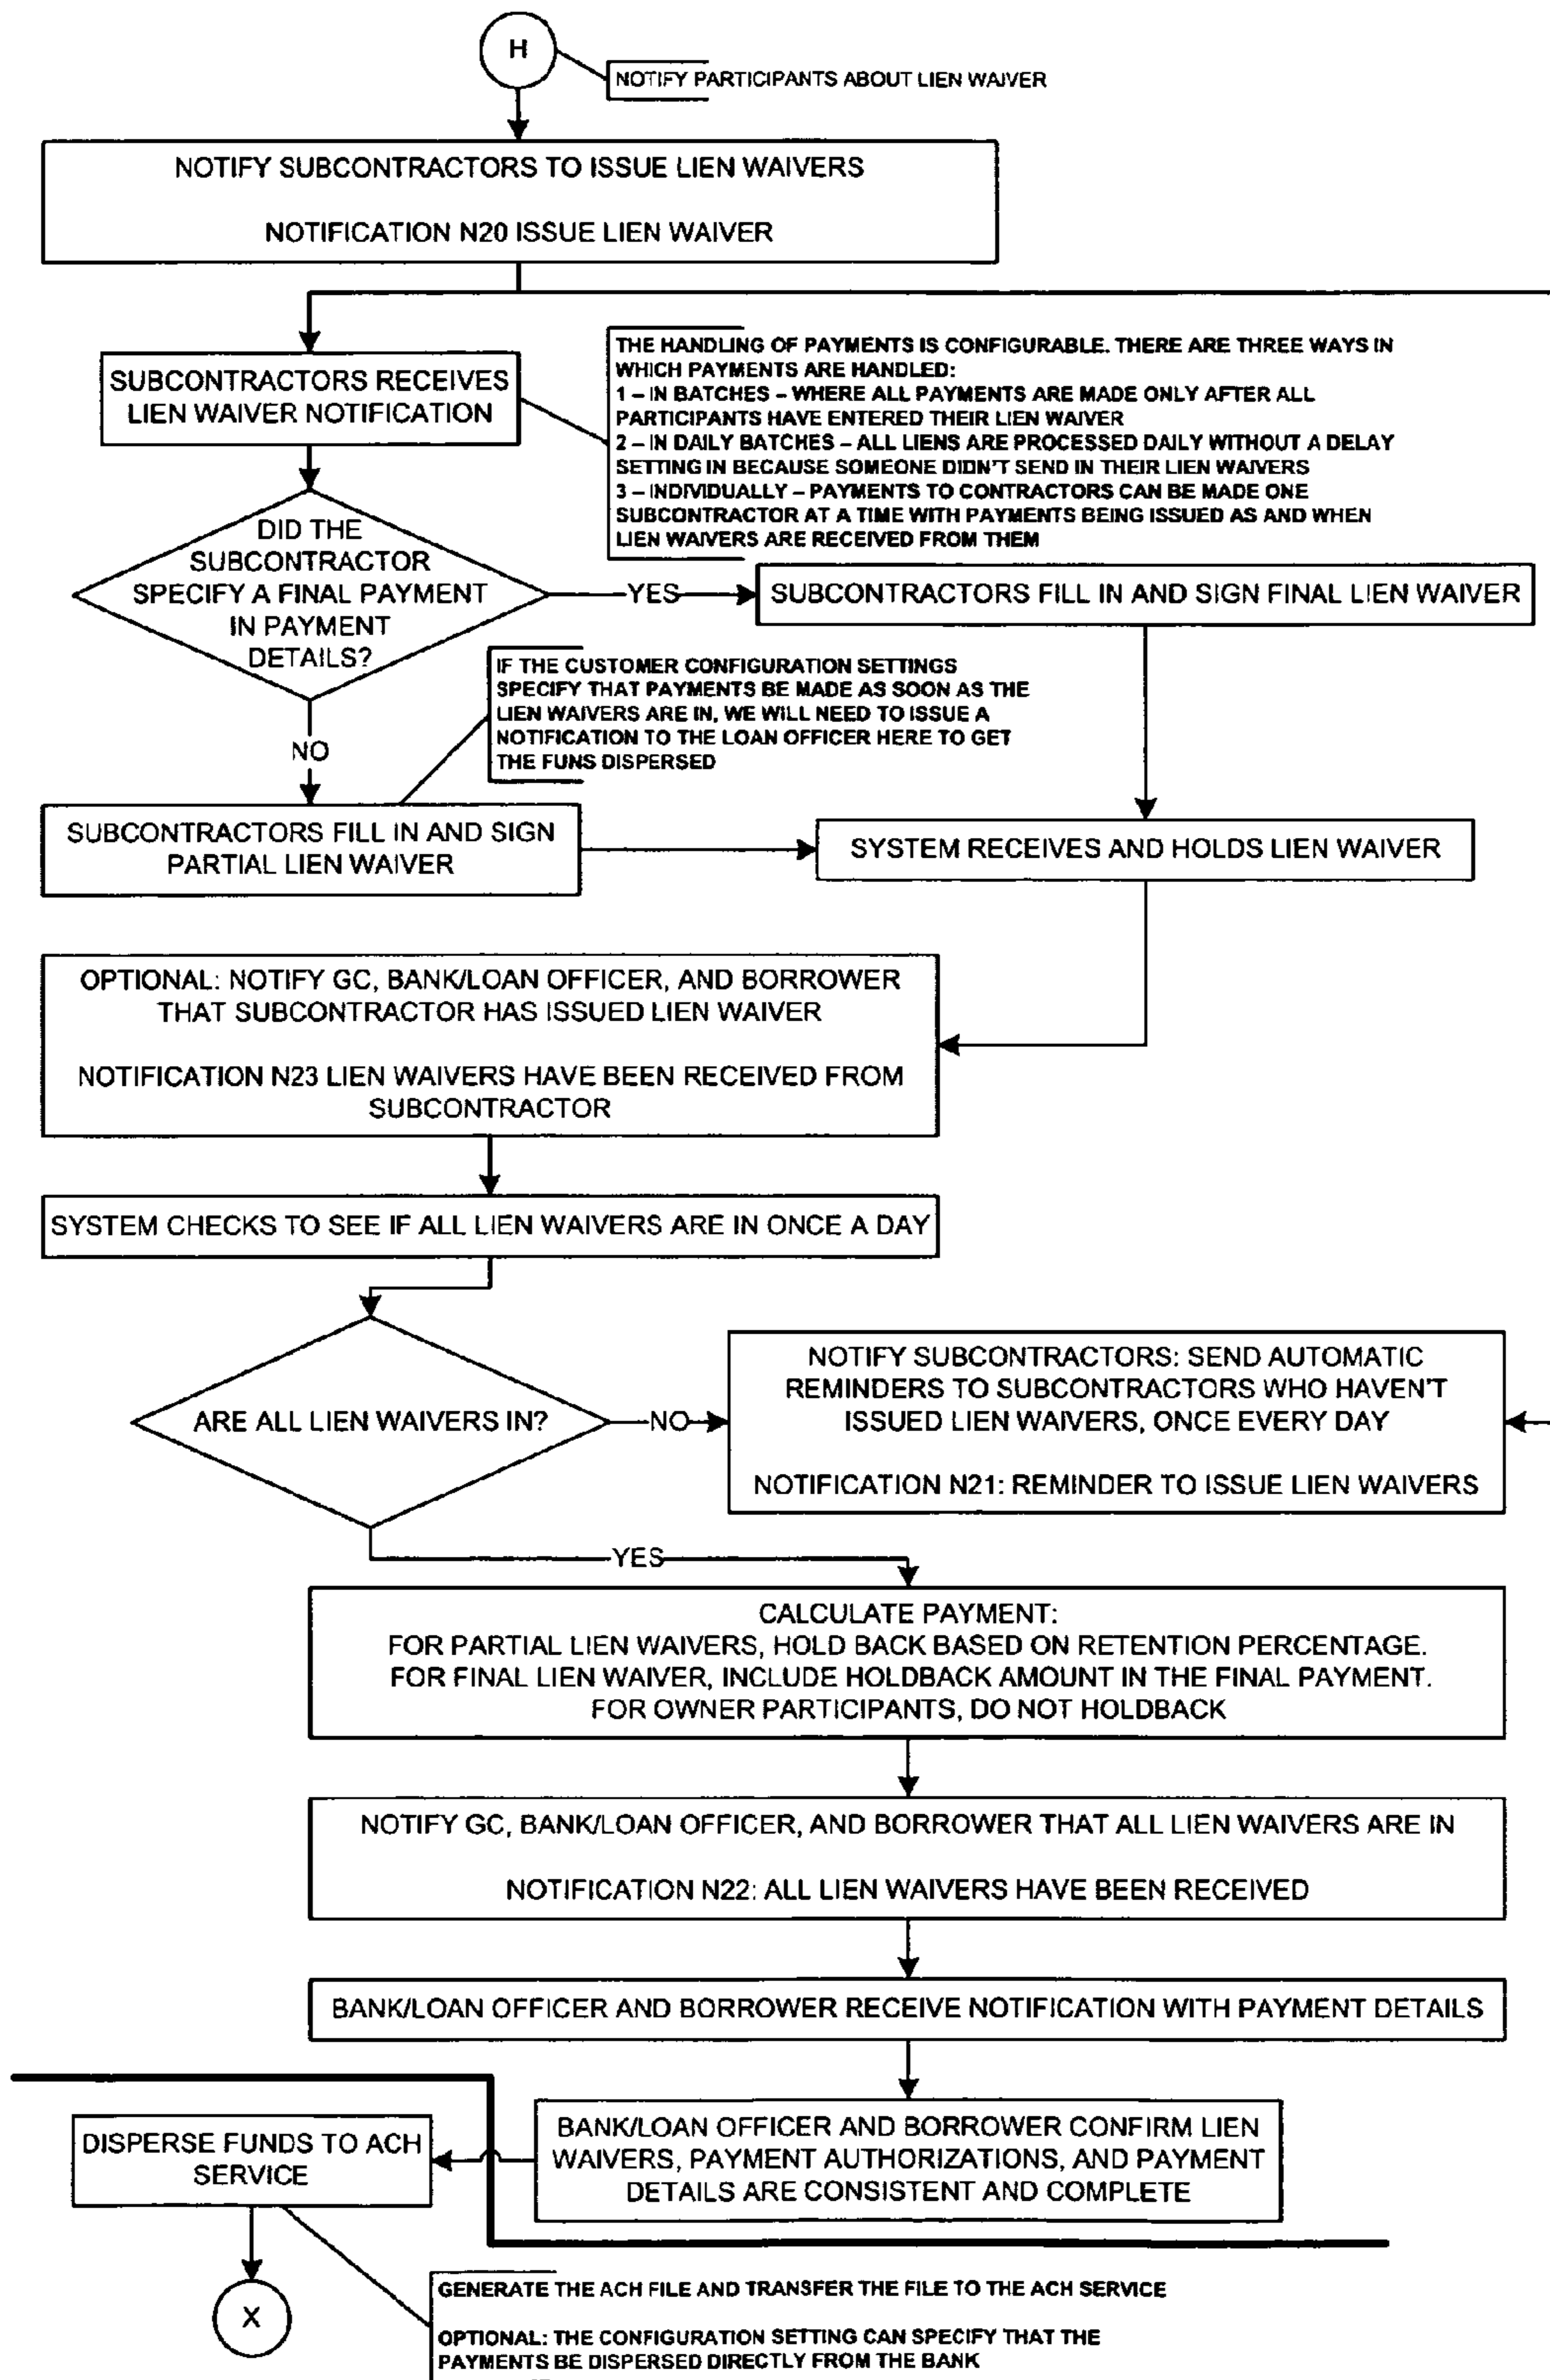 H
NOTIFY PARTICIPANTS ABOUT LIEN WAIVER
NOTIFY SUBCONTRACTORS TO ISSUE LIEN WAIVERS
NOTIFICATION N20 ISSUE LIEN WAIVER
SUBCONTRACTORS RECEIVES
LIEN WAIVER NOTIFICATION
THE HANDLING OF PAYMENTS IS CONFIGURABLE. THERE ARE THREE WAYS IN
WHICH PAYMENTS ARE HANDLED:
1 – IN BATCHES – WHERE ALL PAYMENTS ARE MADE ONLY AFTER ALL
PARTICIPANTS HAVE ENTERED THEIR LIEN WAIVER
2 – IN DAILY BATCHES – ALL LIENS ARE PROCESSED DAILY WITHOUT A DELAY
SETTING IN BECAUSE SOMEONE DIDN'T SEND IN THEIR LIEN WAIVERS
3 – INDIVIDUALLY – PAYMENTS TO CONTRACTORS CAN BE MADE ONE
SUBCONTRACTOR AT A TIME WITH PAYMENTS BEING ISSUED AS AND WHEN
LIEN WAIVERS ARE RECEIVED FROM THEM
DID THE
SUBCONTRACTOR
SPECIFY A FINAL PAYMENT
IN PAYMENT
DETAILS?
YES
SUBCONTRACTORS FILL IN AND SIGN FINAL LIEN WAIVER
IF THE CUSTOMER CONFIGURATION SETTINGS
SPECIFY THAT PAYMENTS BE MADE AS SOON AS THE
LIEN WAIVERS ARE IN, WE WILL NEED TO ISSUE A
NOTIFICATION TO THE LOAN OFFICER HERE TO GET
THE FUNS DISPERSED
NO
SUBCONTRACTORS FILL IN AND SIGN
PARTIAL LIEN WAIVER
SYSTEM RECEIVES AND HOLDS LIEN WAIVER
OPTIONAL: NOTIFY GC, BANK/LOAN OFFICER, AND BORROWER
THAT SUBCONTRACTOR HAS ISSUED LIEN WAIVER
NOTIFICATION N23 LIEN WAIVERS HAVE BEEN RECEIVED FROM
SUBCONTRACTOR
SYSTEM CHECKS TO SEE IF ALL LIEN WAIVERS ARE IN ONCE A DAY
ARE ALL LIEN WAIVERS IN?
NO
NOTIFY SUBCONTRACTORS: SEND AUTOMATIC
REMINDERS TO SUBCONTRACTORS WHO HAVEN'T
ISSUED LIEN WAIVERS, ONCE EVERY DAY
NOTIFICATION N21: REMINDER TO ISSUE LIEN WAIVERS
YES
CALCULATE PAYMENT:
FOR PARTIAL LIEN WAIVERS, HOLD BACK BASED ON RETENTION PERCENTAGE.
FOR FINAL LIEN WAIVER, INCLUDE HOLDBACK AMOUNT IN THE FINAL PAYMENT.
FOR OWNER PARTICIPANTS, DO NOT HOLDBACK
NOTIFY GC, BANK/LOAN OFFICER, AND BORROWER THAT ALL LIEN WAIVERS ARE IN
NOTIFICATION N22: ALL LIEN WAIVERS HAVE BEEN RECEIVED
BANK/LOAN OFFICER AND BORROWER RECEIVE NOTIFICATION WITH PAYMENT DETAILS
BANK/LOAN OFFICER AND BORROWER CONFIRM LIEN
WAIVERS, PAYMENT AUTHORIZATIONS, AND PAYMENT
DETAILS ARE CONSISTENT AND COMPLETE
DISPERSE FUNDS TO ACH
SERVICE
X
GENERATE THE ACH FILE AND TRANSFER THE FILE TO THE ACH SERVICE
OPTIONAL: THE CONFIGURATION SETTING CAN SPECIFY THAT THE
PAYMENTS BE DISPERSED DIRECTLY FROM THE BANK